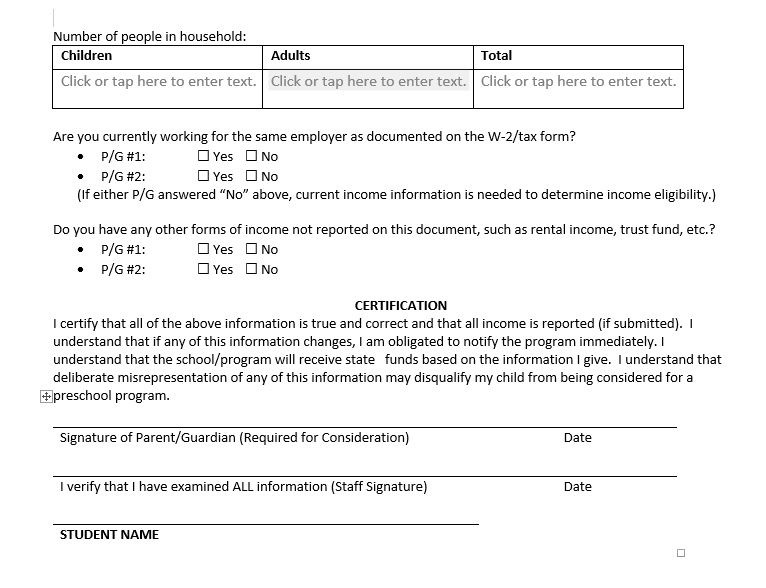 Number of people in household:
Children Adults Total
Click or tap here to enter text. Click or tap here to enter text. Click or tap here to enter text.
Are you currently working for the same employer as documented on the W-2/tax form?
• P/G #1: ☐ Yes ☐ No
• P/G #2: ☐ Yes ☐ No
(If either P/G answered “No” above, current income information is needed to determine income eligibility.)
Do you have any other forms of income not reported on this document, such as rental income, trust fund, etc.?
• P/G #1: ☐ Yes ☐ No
• P/G #2: ☐ Yes ☐ No
CERTIFICATION
I certify that all of the above information is true and correct and that all income is reported (if submitted). I
understand that if any of this information changes, I am obligated to notify the program immediately. I
understand that the school/program will receive state funds based on the information I give. I understand that
deliberate misrepresentation of any of this information may disqualify my child from being considered for a
preschool program.
Signature of Parent/Guardian (Required for Consideration) Date
I verify that I have examined ALL information (Staff Signature) Date
STUDENT NAME